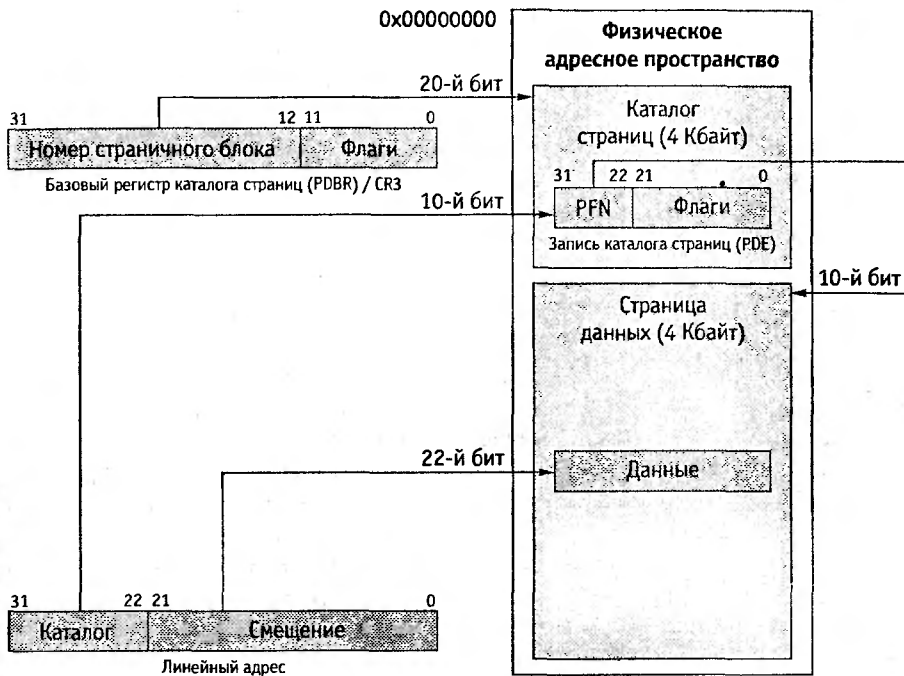 0x00000000
Физическое
адресное пространство
20-й бит
Каталог
страниц (4 Кбайт)
31 12 11 0
Номер страничного блока Флаги
Базовый регистр каталога страниц (PDBR) / CR3
31 22 21 0
PFN Флаги
10-й бит
Запись каталога страниц (PDE)
10-й бит
Страница
данных (4 Кбайт)
22-й бит
Данные
31 22 21 0
Каталог Смещение
Линейный адрес